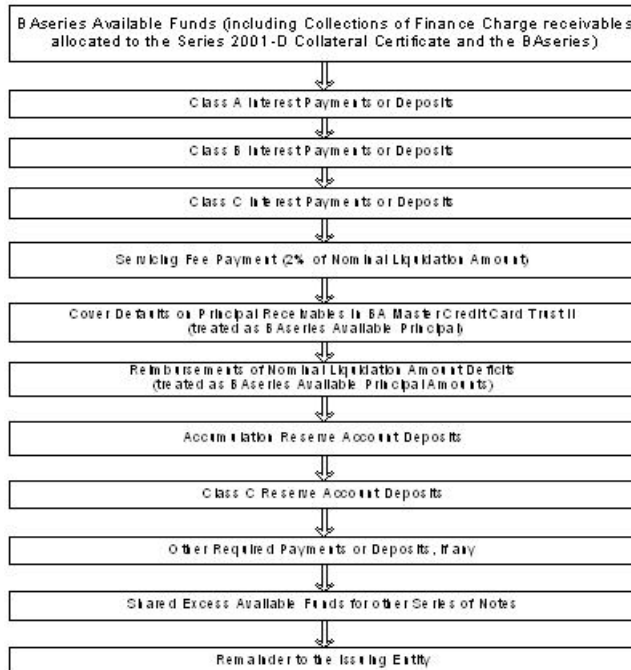 BAseries Available Funds (including Collections of Finance Charge receivables
allocated to the Series 2001-D Collateral Certificate and the BAseries)
Class A Interest Payments or Deposits
Class B Interest Payments or Deposits
Class C Interest Payments or Deposits
Servicing Fee Payment (2% of Nominal Liquidation Amount)
Cover Defaults on Principal Receivables in BA Master Credit Card Trust II
(treated as BAseries Available Principal)
Reimbursements of Nominal Liquidation Amount Deficits
(treated as BAseries Available Principal Amounts)
Accumulation Reserve Account Deposits
Class C Reserve Account Deposits
Other Required Payments or Deposits, if any
Shared Excess Available Funds for other Series of Notes
Remainder to the Issuing Entity